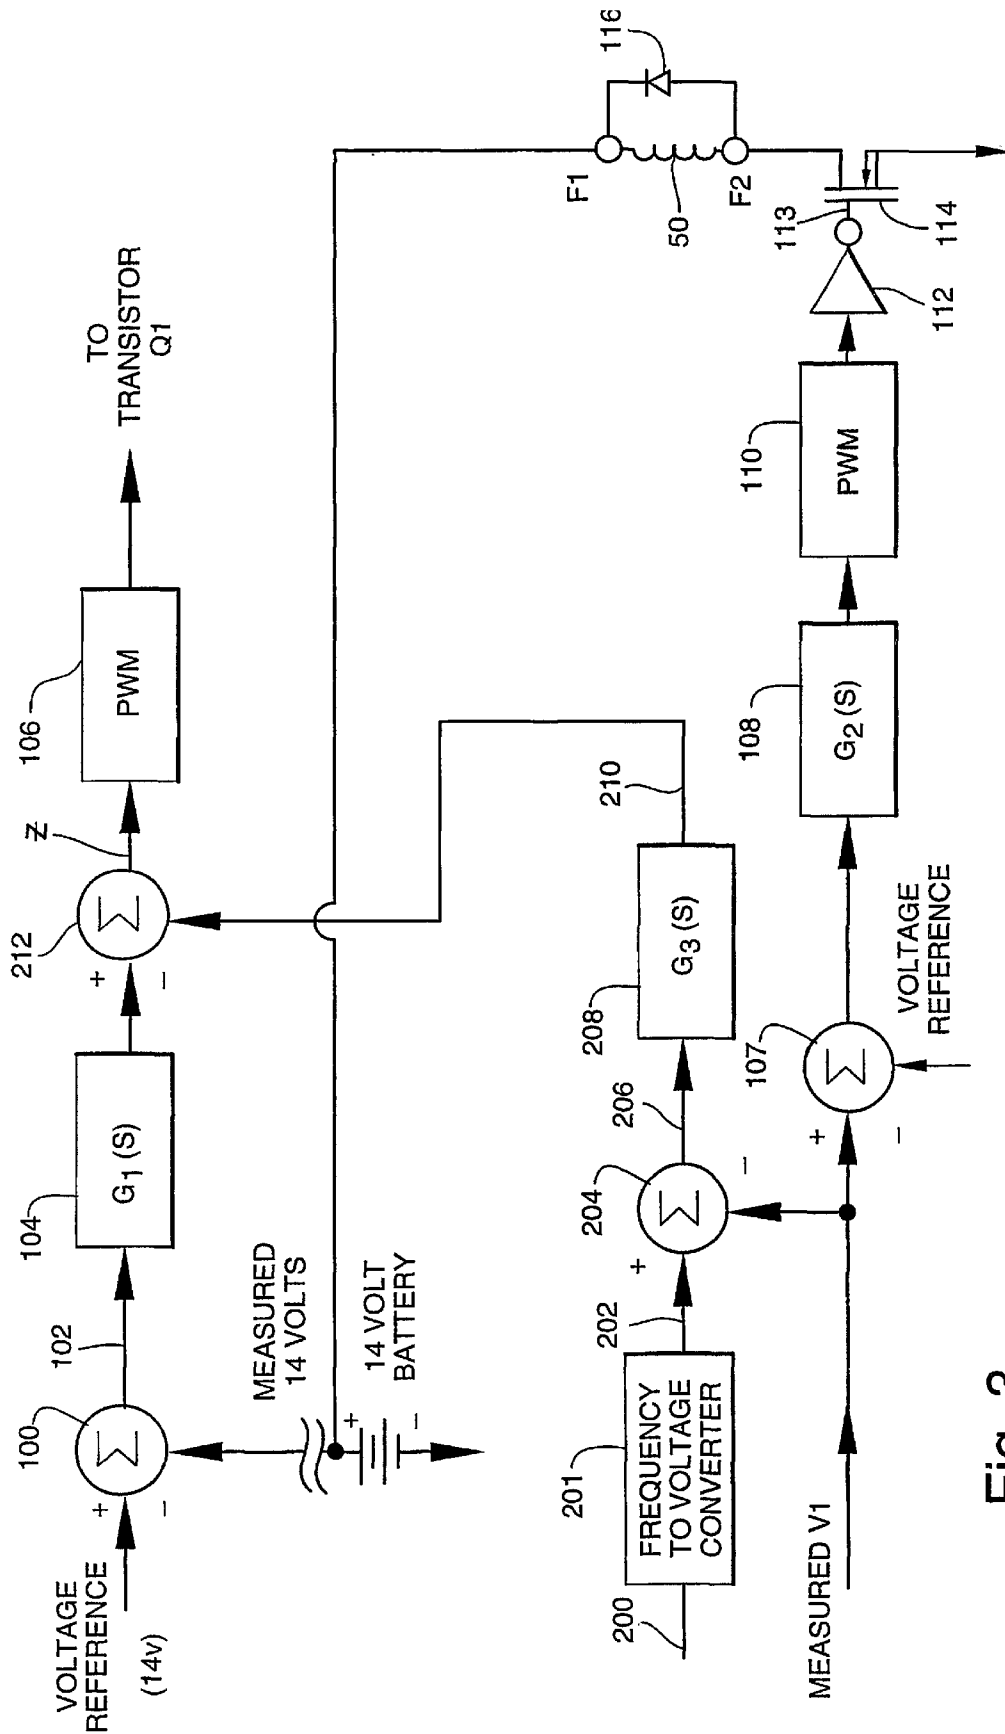 VOLTAGE
REFERENCE
(14v)
+
−
Σ
100
102
104
G1 (S)
+
−
Σ
212
Z
106
PWM
TO
TRANSISTOR
Q1
MEASURED
14 VOLTS
+
−
14 VOLT
BATTERY
F1
50
F2
116
113
114
112
200
201
FREQUENCY
TO VOLTAGE
CONVERTER
202
+
−
Σ
204
206
208
G3 (S)
210
MEASURED V1
+
−
Σ
107
VOLTAGE
REFERENCE
108
G2 (S)
110
PWM